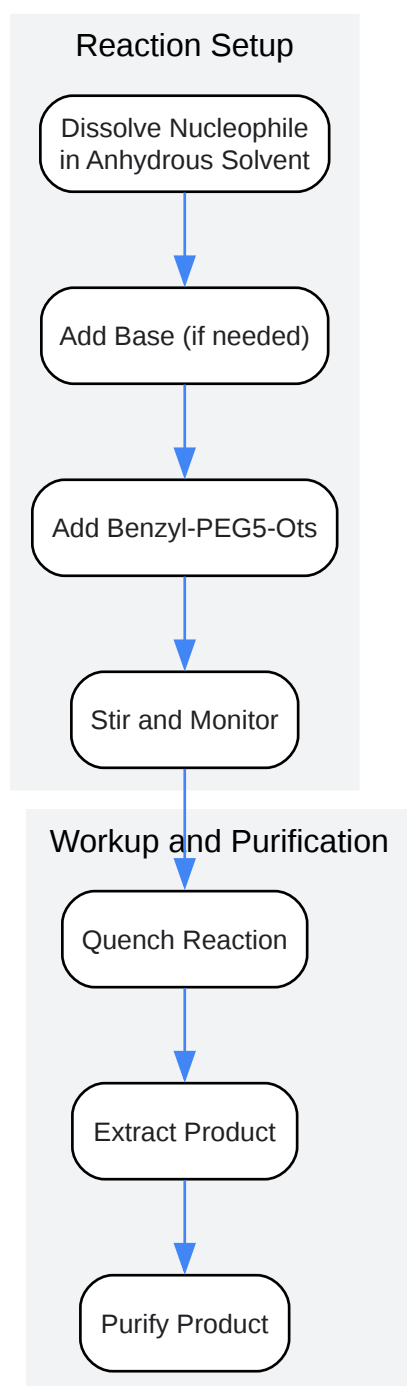 Reaction Setup
Dissolve Nucleophile
in Anhydrous Solvent
Add Base (if needed)
Add Benzyl-PEG5-Ots
Stir and Monitor
Workup and Purification
Quench Reaction
Extract Product
Purify Product